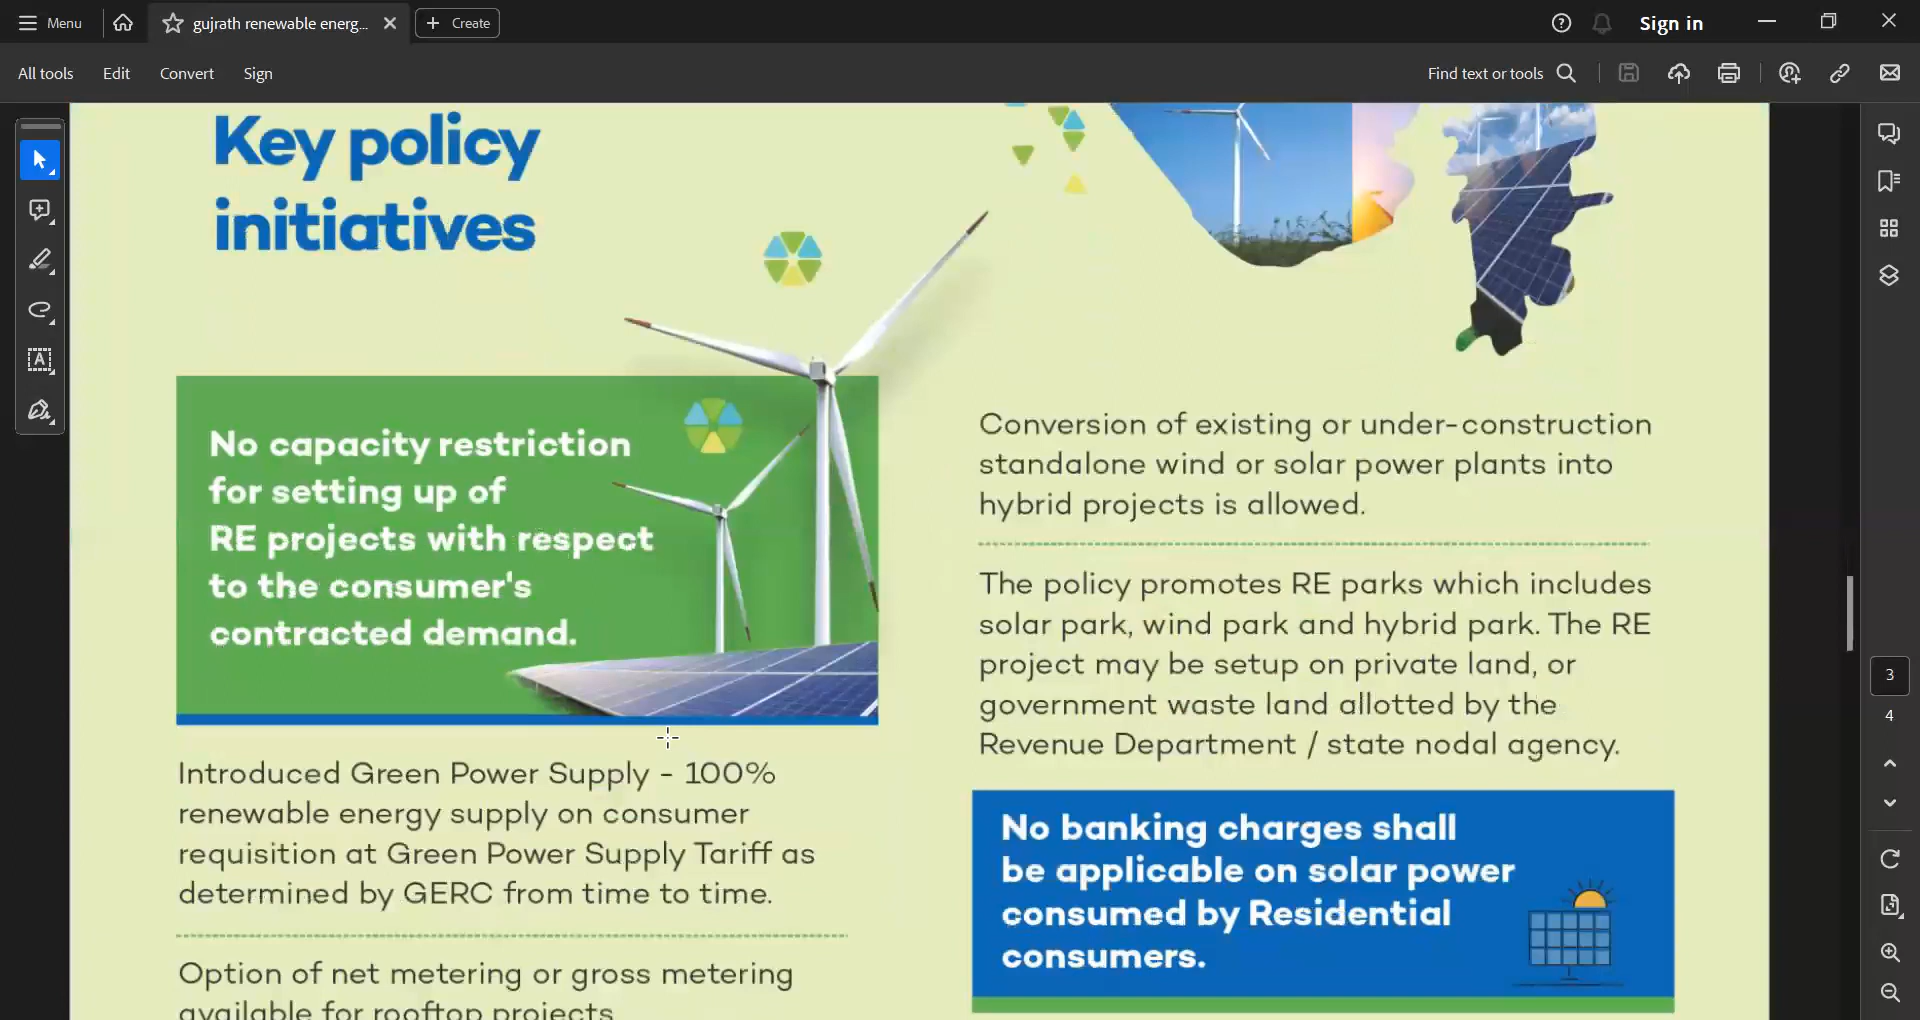 Menu
gujrath renewable energ...
Create
Sign in
All tools
Edit
Convert
Sign
Find text or tools
Key policy
initiatives
No capacity restriction
for setting up of
RE projects with respect
to the consumer's
contracted demand.
Introduced Green Power Supply - 100%
renewable energy supply on consumer
requisition at Green Power Supply Tariff as
determined by GERC from time to time.
Option of net metering or gross metering
available for rooftop projects
Conversion of existing or under-construction
standalone wind or solar power plants into
hybrid projects is allowed.
The policy promotes RE parks which includes
solar park, wind park and hybrid park. The RE
project may be setup on private land, or
government waste land allotted by the
Revenue Department / state nodal agency.
No banking charges shall
be applicable on solar power
consumed by Residential
consumers.
3
4